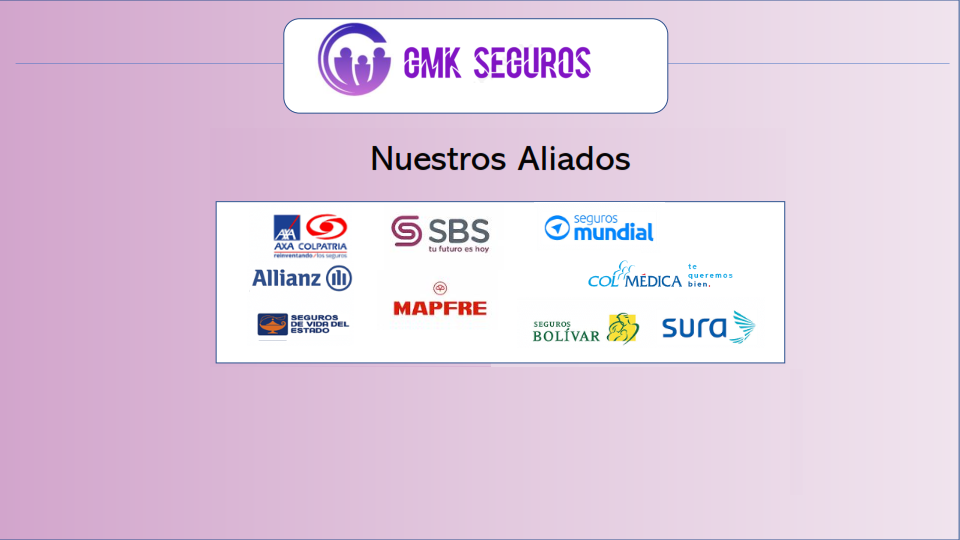 GMK SEGUROS
Nuestros Aliados
AXA
AXA COLPATRIA
reinventando/los seguros
SBS
tu futuro es hoy
seguros
mundial
Allianz
COLMÉDICA
te
queremos
bien.
MAPFRE
SEGUROS
DE VIDA DEL
ESTADO
SEGUROS
BOLÍVAR
sura